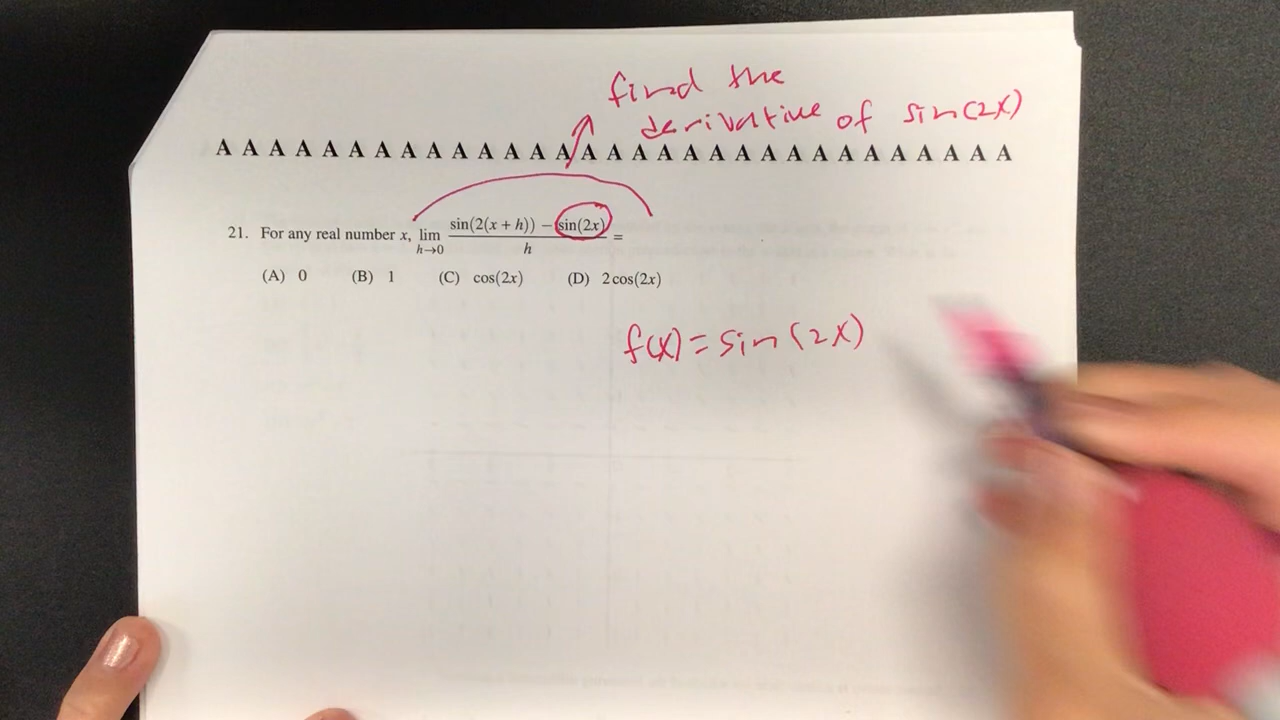 find the
derivative of sin(2x)
A A A A A A A A A A A A A A A A A A A A A A A A A A A A A A A
21. For any real number x, lim h→0 (sin(2(x + h)) − sin(2x))/h =
(A) 0 (B) 1 (C) cos(2x) (D) 2cos(2x)
f(x) = sin(2x)